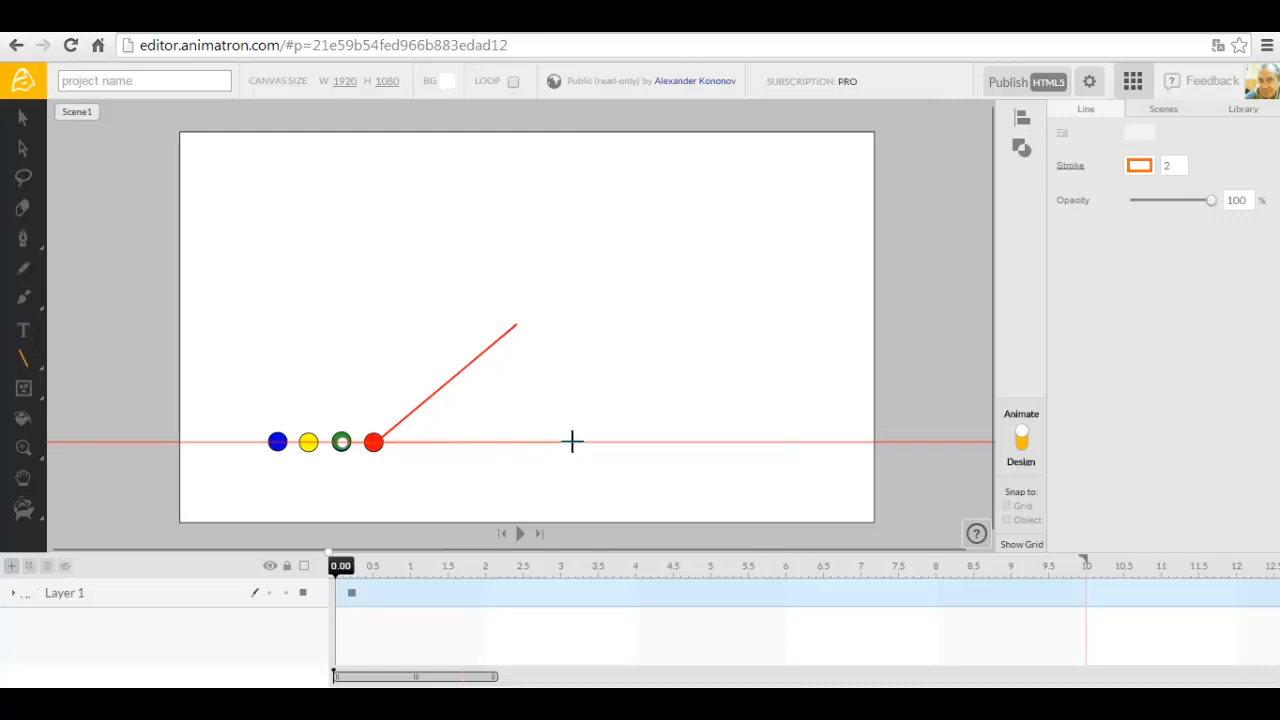 editor.animatron.com/#p=21e59b54fed966b883edad12
project name
CANVAS SIZE W 1920 H 1080
BG
LOOP
Public (read-only) by Alexander Kononov
SUBSCRIPTION: PRO
Publish HTML5
? Feedback
Scene1
Line
Scenes
Library
Fill
Stroke
2
Opacity
100 %
T
Animate
Design
Snap to:
Grid
Object
Show Grid
?
0.00 0.5 1 1.5 2 2.5 3 3.5 4 4.5 5 5.5 6 6.5 7 7.5 8 8.5 9 9.5 10 10.5 11 11.5 12 12.5
... Layer 1